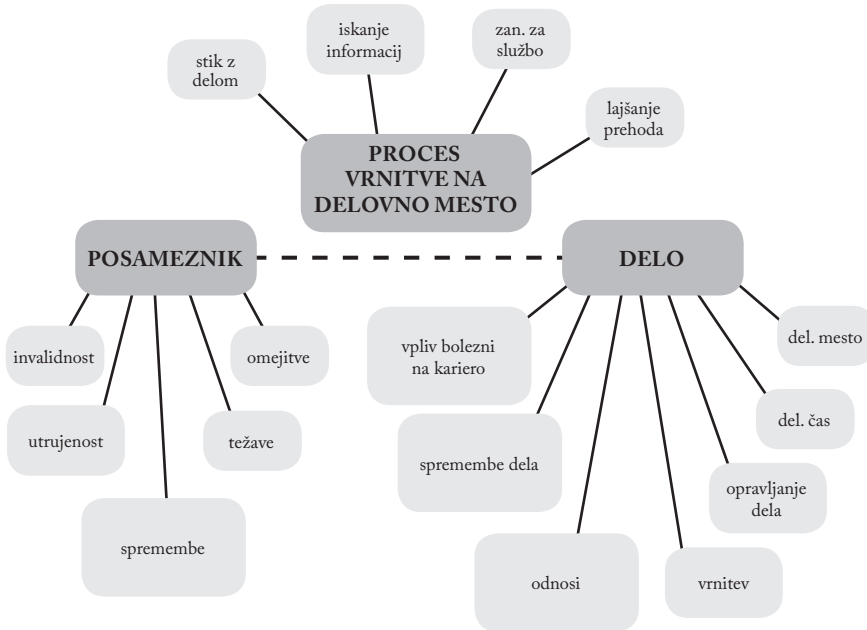 iskanje
informacij
zan. za
službo
stik z
delom
lajšanje
prehoda
PROCES
VRNITVE NA
DELOVNO MESTO
POSAMEZNIK
DELO
invalidnost
omejitve
utrujenost
težave
spremembe
vpliv bolezni
na kariero
del. mesto
spremembe dela
del. čas
opravljanje
dela
odnosi
vrnitev